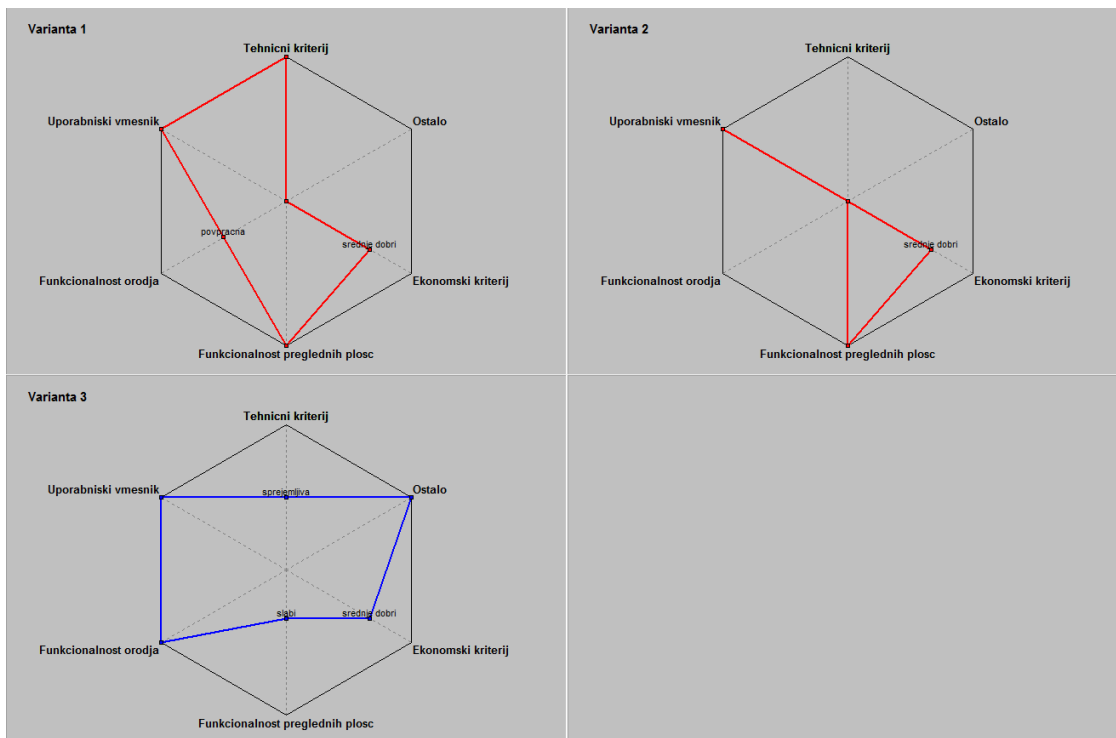 Varianta 1
Tehnicni kriterij
Uporabniski vmesnik
Ostalo
povpracna
srednje dobri
Funkcionalnost orodja
Ekonomski kriterij
Funkcionalnost preglednih plosc
Varianta 2
Tehnicni kriterij
Uporabniski vmesnik
Ostalo
srednje dobri
Funkcionalnost orodja
Ekonomski kriterij
Funkcionalnost preglednih plosc
Varianta 3
Tehnicni kriterij
Uporabniski vmesnik
sprejemljiva
Ostalo
slabi
srednje dobri
Funkcionalnost orodja
Ekonomski kriterij
Funkcionalnost preglednih plosc